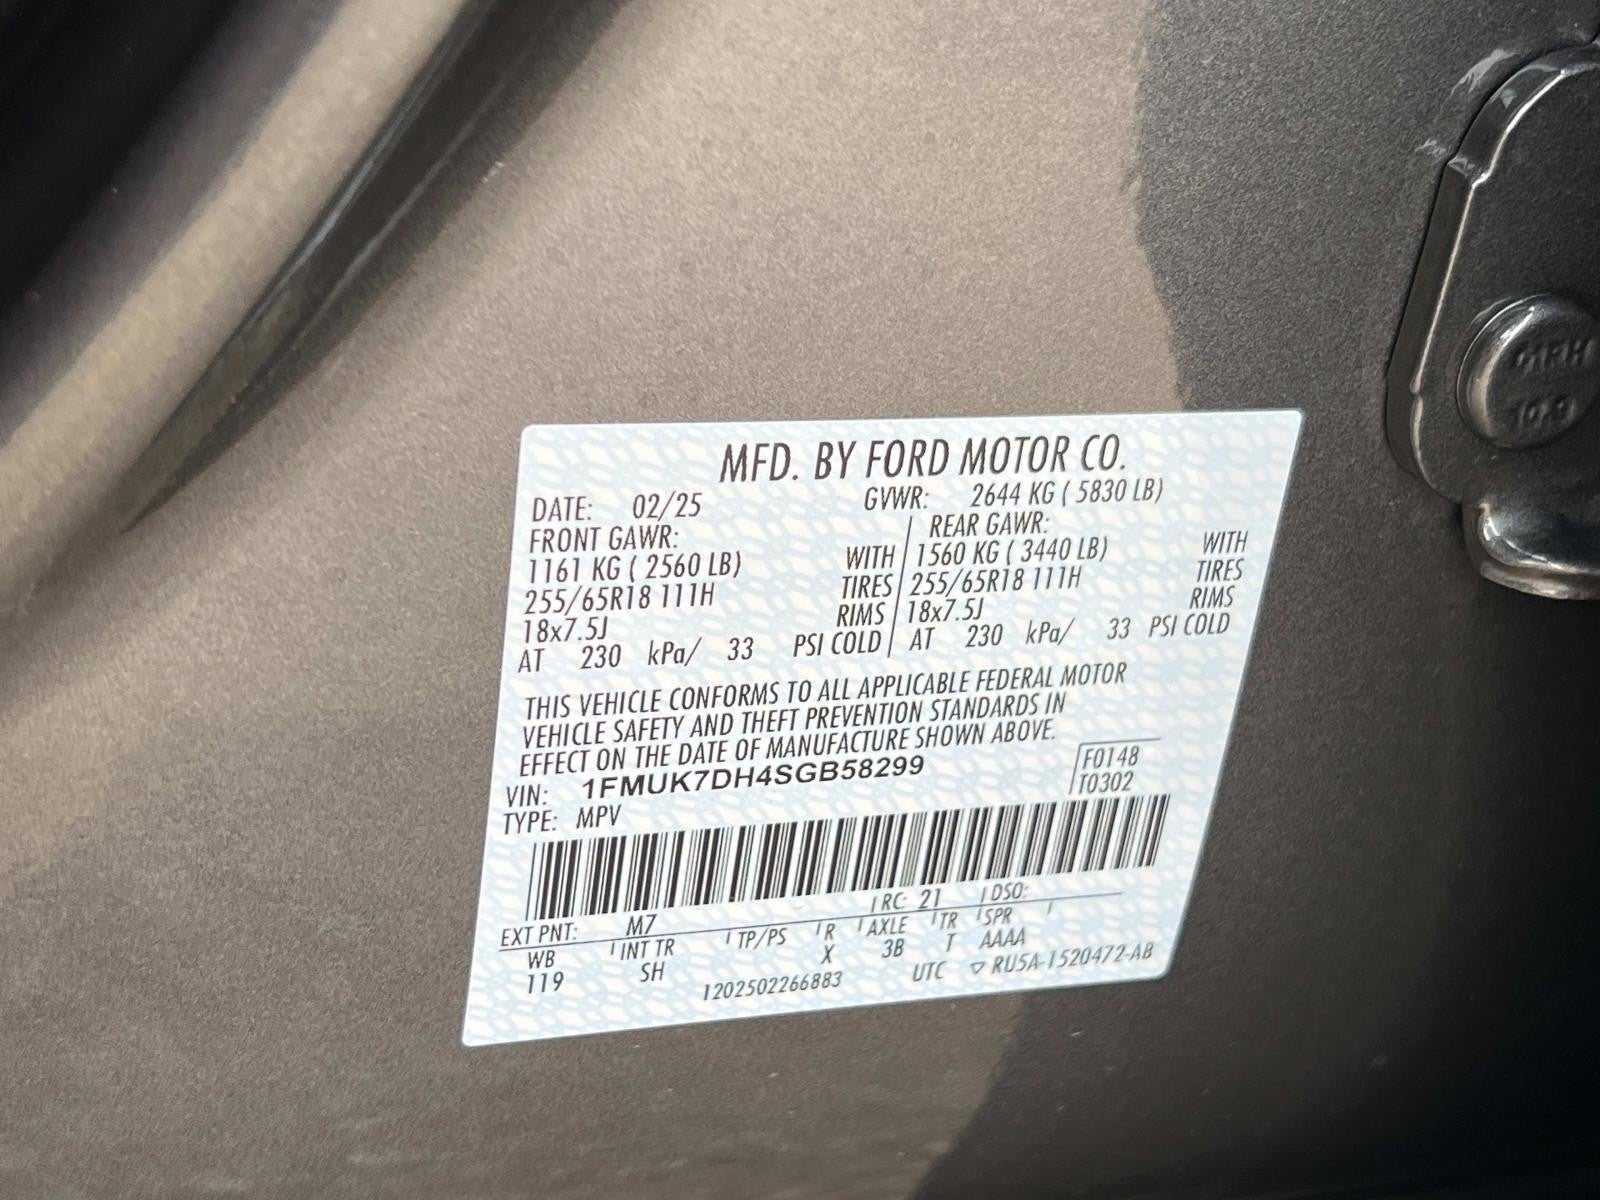 MFD. BY FORD MOTOR CO.
DATE: 02/25 GVWR: 2644 KG ( 5830 LB)
FRONT GAWR: REAR GAWR:
1161 KG ( 2560 LB) WITH 1560 KG ( 3440 LB) WITH
255/65R18 111H TIRES 255/65R18 111H TIRES
18x7.5J RIMS 18x7.5J RIMS
AT 230 kPa/ 33 PSI COLD AT 230 kPa/ 33 PSI COLD
THIS VEHICLE CONFORMS TO ALL APPLICABLE FEDERAL MOTOR
VEHICLE SAFETY AND THEFT PREVENTION STANDARDS IN
EFFECT ON THE DATE OF MANUFACTURE SHOWN ABOVE.
VIN: 1FMUK7DH4SGB58299 F0148
TYPE: MPV T0302
EXT PNT: M7 RC: 21 DSO:
WB INT TR TP/PS R AXLE TR SPR
119 SH X 3B T AAAA
1202502266883 UTC ▽ RU5A-1520472-AB